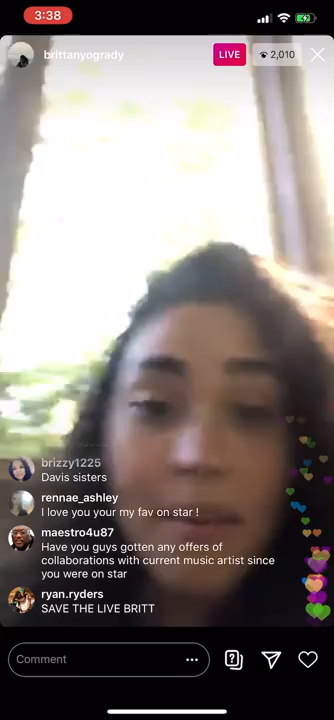 3:38
brittanyogrady
LIVE
2,010
brizzy1225
Davis sisters
rennae_ashley
I love you your my fav on star !
maestro4u87
Have you guys gotten any offers of
collaborations with current music artist since
you were on star
ryan.ryders
SAVE THE LIVE BRITT
Comment